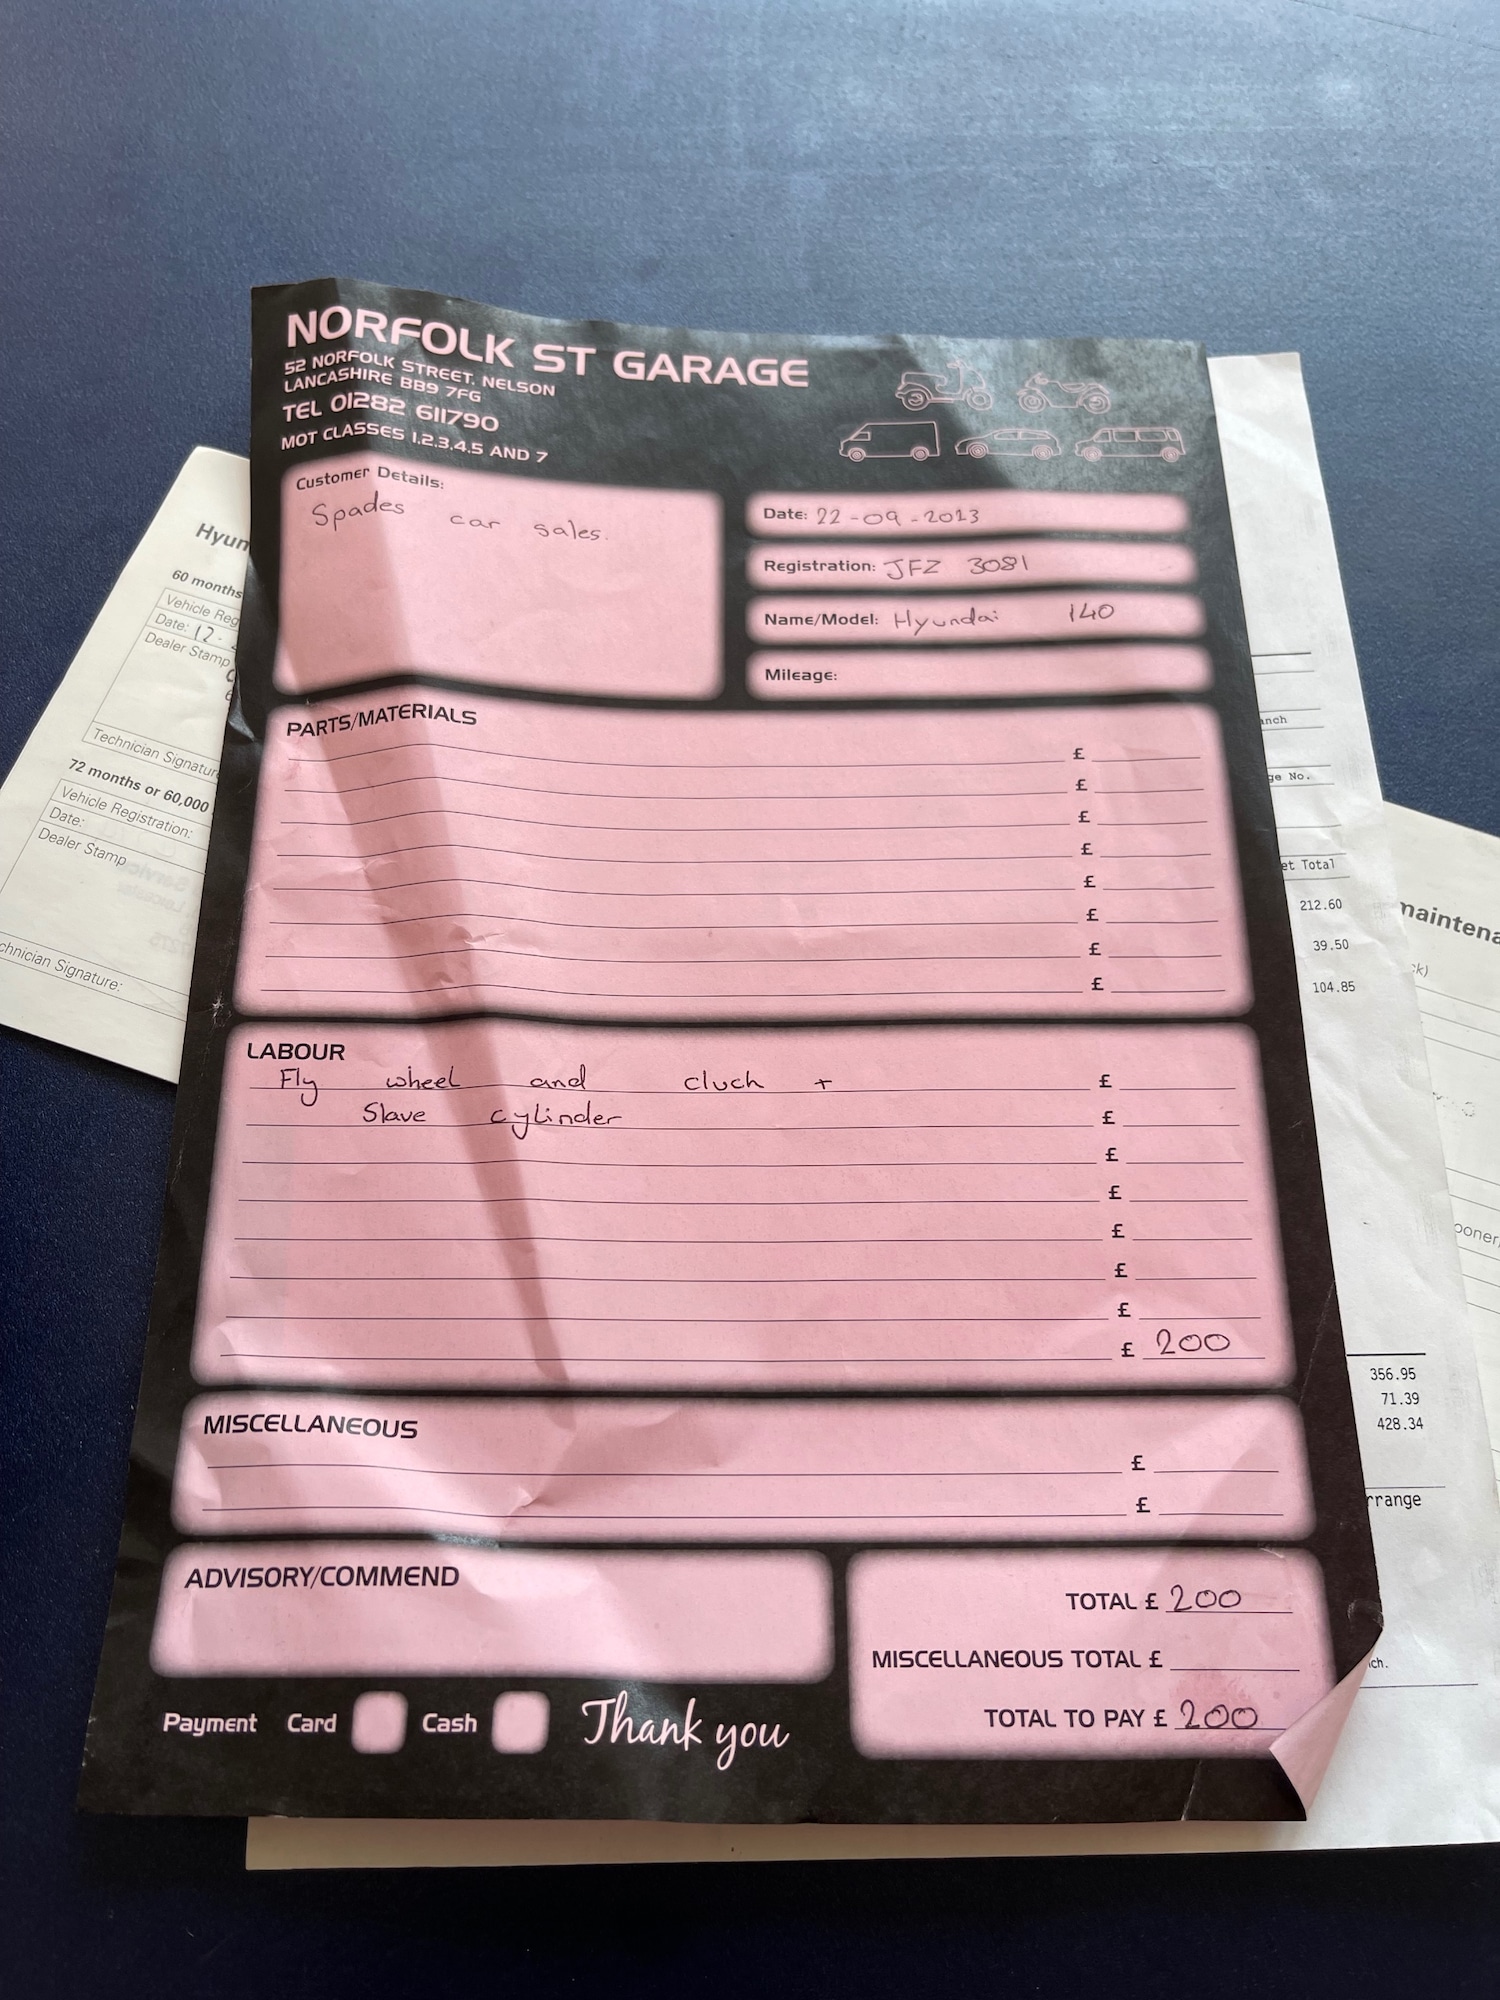 NORFOLK ST GARAGE
52 NORFOLK STREET, NELSON
LANCASHIRE BB9 7FG
TEL 01282 611790
MOT CLASSES 1,2,3,4,5 AND 7
Customer Details:
Spades car sales.
Date: 22-09-2023
Registration: JFZ 3081
Name/Model: Hyundai i40
Mileage:
PARTS/MATERIALS
£
£
£
£
£
£
£
£
LABOUR
Fly wheel and cluch + £
Slave cylinder £
£
£
£
£
£
£ 200
MISCELLANEOUS
£
£
ADVISORY/COMMEND
TOTAL £ 200
MISCELLANEOUS TOTAL £
TOTAL TO PAY £ 200
Payment Card Cash Thank you
60 months
Vehicle Reg
Date: 12
Dealer Stamp
Technician
72 months or 60,000
Vehicle Registration:
Date:
Dealer Stamp
Signature:
No.
Total
212.60
39.50
104.85
356.95
71.39
428.34